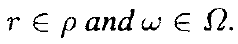 r ∈ ρ and ω ∈ Ω.